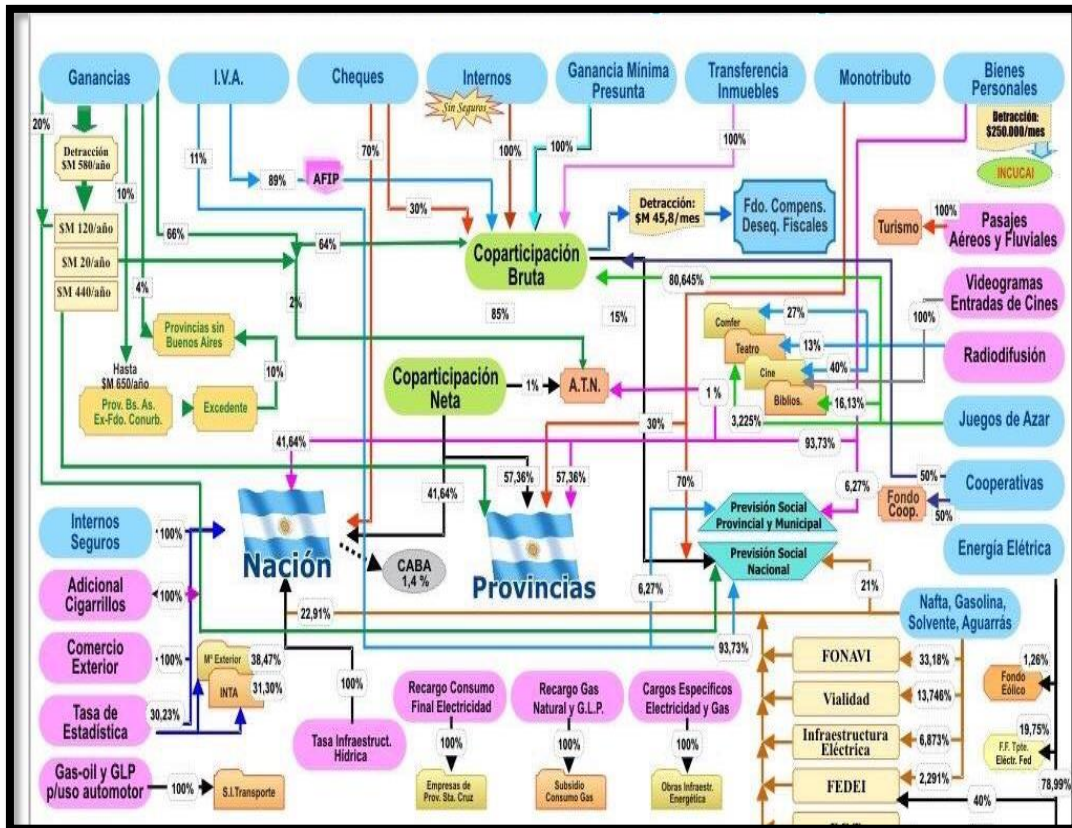 Ganancias
I.V.A.
Cheques
Internos
Ganancia Mínima
Presunta
Transferencia
Inmuebles
Monotributo
Bienes
Personales
Sin Seguros
Detracción:
$250.000/mes
INCUCAI
20%
Detracción
$M 580/año
10%
11%
89%
AFIP
70%
30%
100%
100%
100%
$M 120/año
$M 20/año
$M 440/año
66%
64%
4%
2%
Coparticipación
Bruta
Detracción:
$M 45,8/mes
Fdo. Compens.
Deseq. Fiscales
Turismo
100%
Pasajes
Aéreos y Fluviales
80,645%
85%
15%
Videogramas
Entradas de Cines
100%
Comfer
27%
Teatro
13%
Cine
40%
Biblios.
16,13%
3,225%
Radiodifusión
Provincias sin
Buenos Aires
Hasta
$M 650/año
10%
Prov. Bs. As.
Ex-Fdo. Conurb.
Excedente
Coparticipación
Neta
1%
A.T.N.
1 %
30%
93,73%
Juegos de Azar
41,64%
57,36%
57,36%
41,64%
70%
6,27%
50%
Cooperativas
Fondo
Coop.
50%
Internos
Seguros
100%
Nación
CABA
1,4 %
Provincias
Previsión Social
Provincial y Municipal
Previsión Social
Nacional
Energía Elétrica
Adicional
Cigarrillos
100%
22,91%
6,27%
21%
Nafta, Gasolina,
Solvente, Aguarrás
Comercio
Exterior
100%
Mº Exterior
38,47%
INTA
31,30%
93,73%
FONAVI
33,18%
1,26%
Fondo
Eólico
Tasa de
Estadística
30,23%
100%
Tasa Infraestruct.
Hídrica
Recargo Consumo
Final Electricidad
Recargo Gas
Natural y G.L.P.
Cargos Específicos
Electricidad y Gas
Vialidad
13,746%
100%
100%
100%
Infraestructura
Eléctrica
6,873%
19,75%
F.F. Tpte.
Eléctr. Fed
Gas-oil y GLP
p/uso automotor
100%
S.I.Transporte
Empresas de
Prov. Sta. Cruz
Subsidio
Consumo Gas
Obras Infraestr.
Energética
FEDEI
2,291%
78,99%
40%